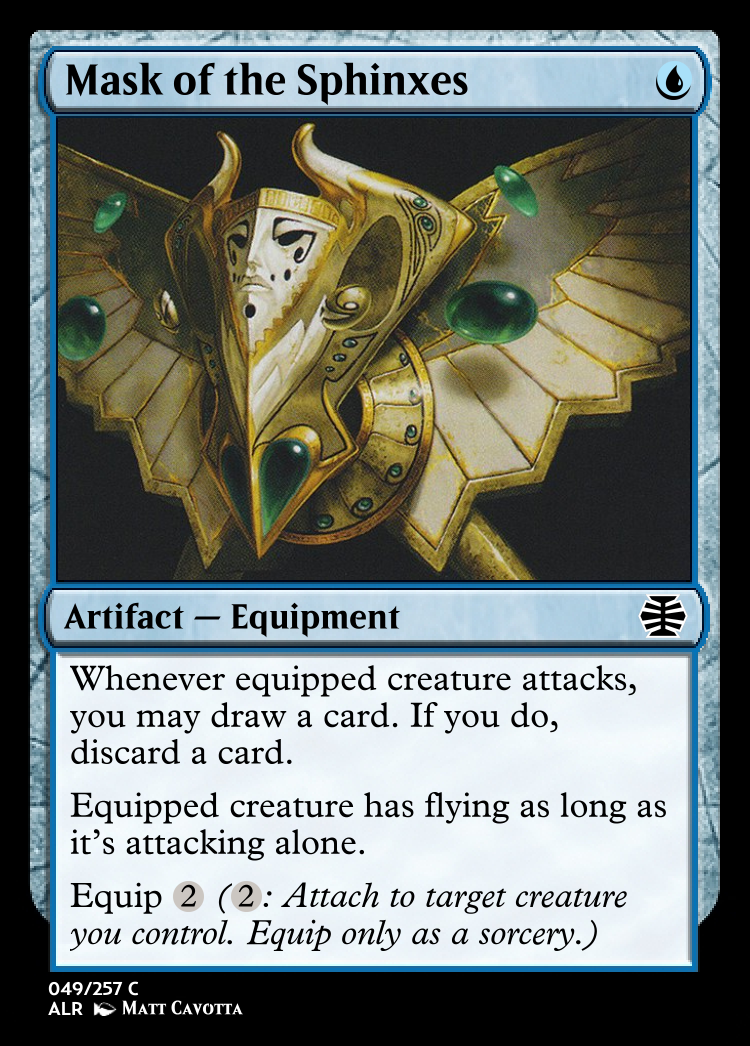 Mask of the Sphinxes
Artifact — Equipment
Whenever equipped creature attacks,
you may draw a card. If you do,
discard a card.
Equipped creature has flying as long as
it's attacking alone.
Equip 2 (2: Attach to target creature
you control. Equip only as a sorcery.)
049/257 C
ALR Matt Cavotta